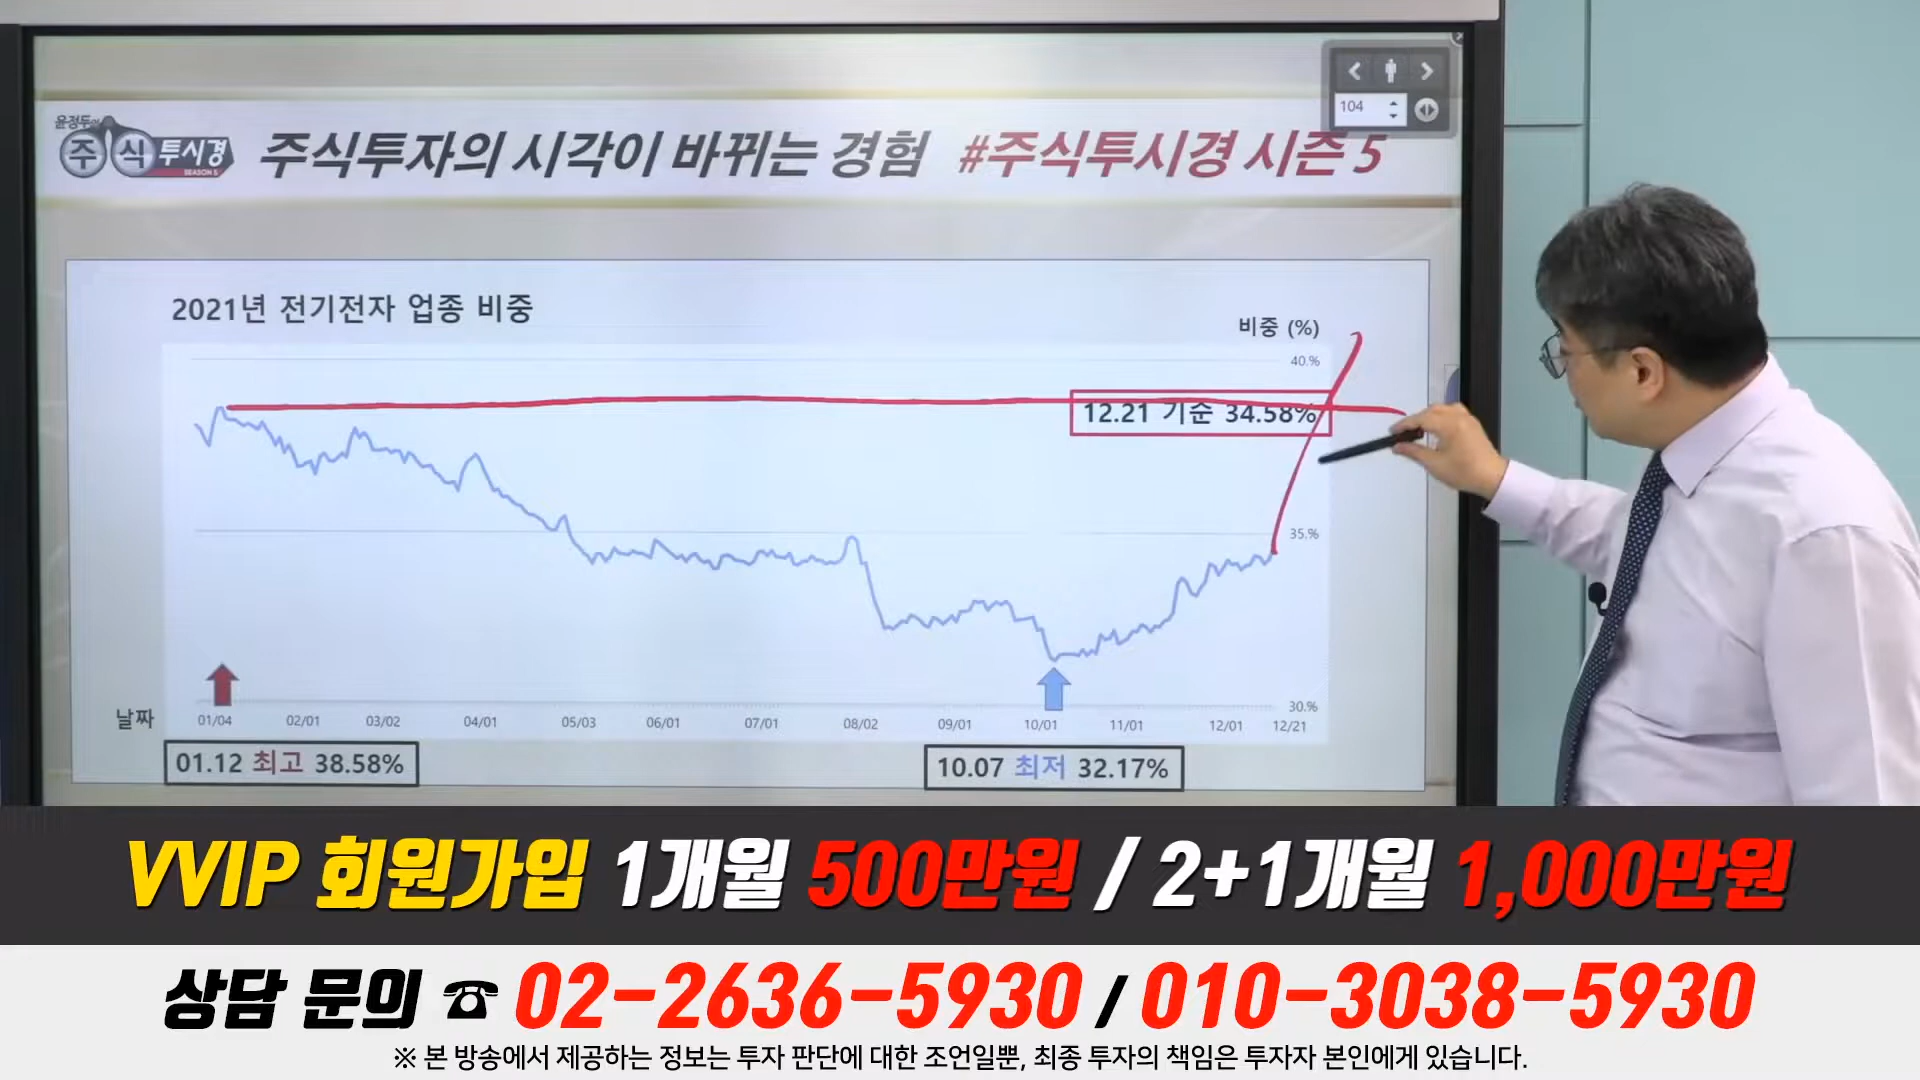 윤정두의
주식투시경
SEASON 5
주식투자의 시각이 바뀌는 경험 #주식투시경 시즌 5
104
2021년 전기전자 업종 비중
비중 (%)
40.%
12.21 기순 34.58%
35.%
30.%
날짜
01/04 02/01 03/02 04/01 05/03 06/01 07/01 08/02 09/01 10/01 11/01 12/01 12/21
01.12 최고 38.58%
10.07 최저 32.17%
VVIP 회원가입 1개월 500만원 / 2+1개월 1,000만원
상담 문의 ☎ 02-2636-5930 / 010-3038-5930
※ 본 방송에서 제공하는 정보는 투자 판단에 대한 조언일뿐, 최종 투자의 책임은 투자자 본인에게 있습니다.